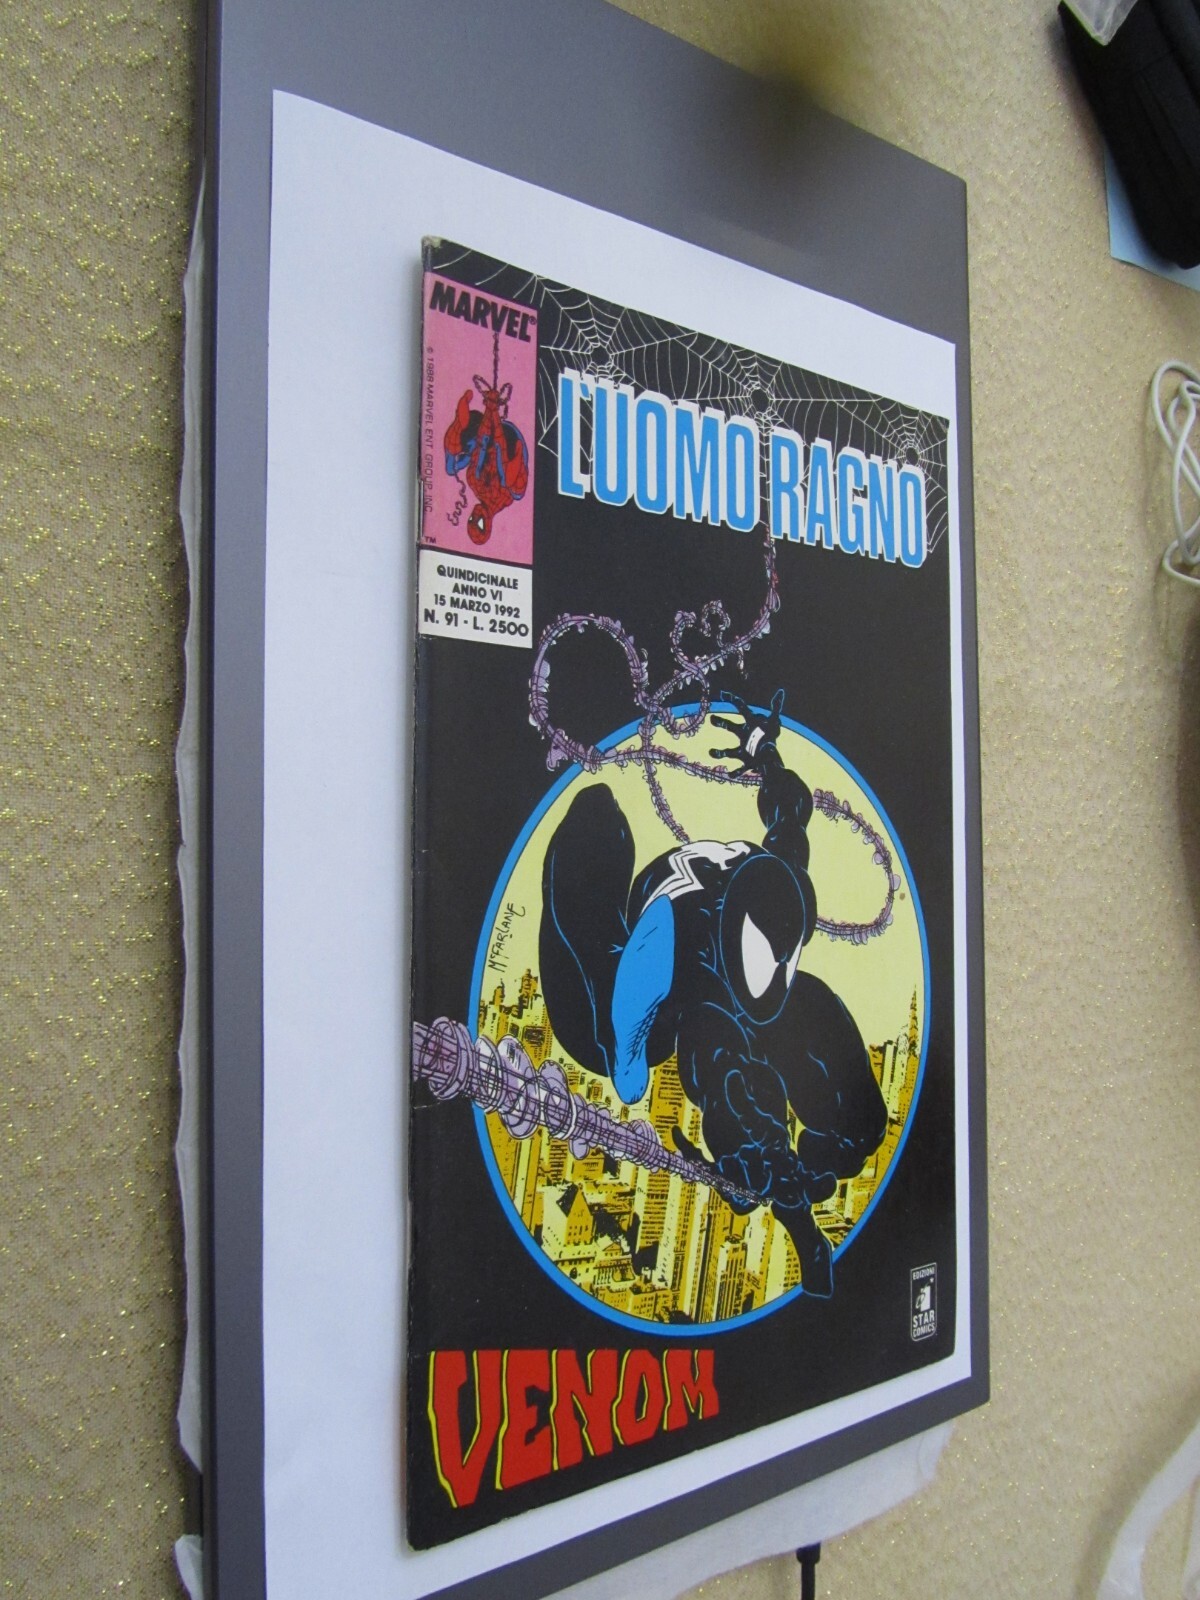 MARVEL®
© 1988 MARVEL ENT. GROUP, INC.
TM
QUINDICINALE
ANNO VI
15 MARZO 1992
N. 91 - L. 2500
L'UOMO RAGNO
McFARLANE
EDIZIONI
STAR
COMICS
VENOM